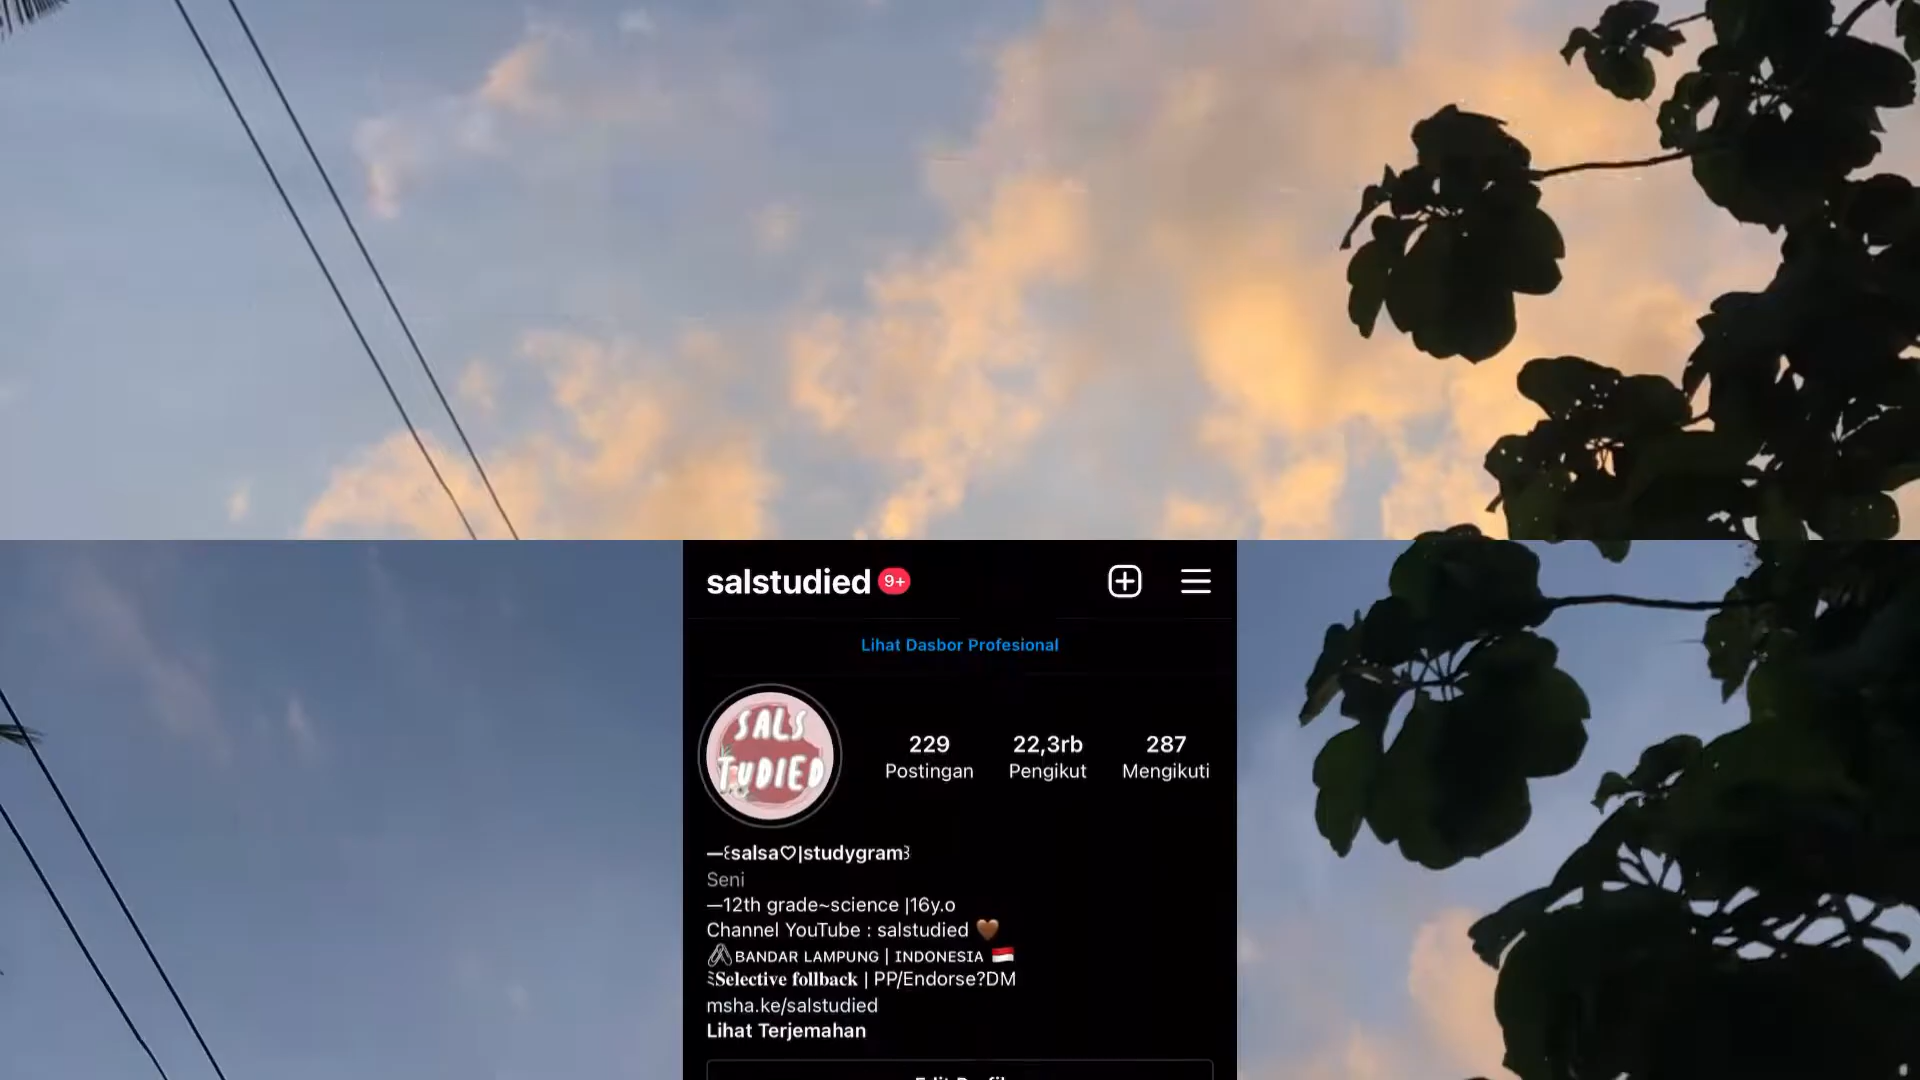 salstudied 9+
Lihat Dasbor Profesional
SALS
TUDIED
229 22,3rb 287
Postingan Pengikut Mengikuti
—꒰salsa♡|studygram꒱
Seni
—12th grade~science |16y.o
Channel YouTube : salstudied 🤎
🖇BANDAR LAMPUNG | INDONESIA 🇮🇩
𝐒𝐞𝐥𝐞𝐜𝐭𝐢𝐯𝐞 𝐟𝐨𝐥𝐥𝐛𝐚𝐜𝐤 | PP/Endorse?DM
msha.ke/salstudied
Lihat Terjemahan